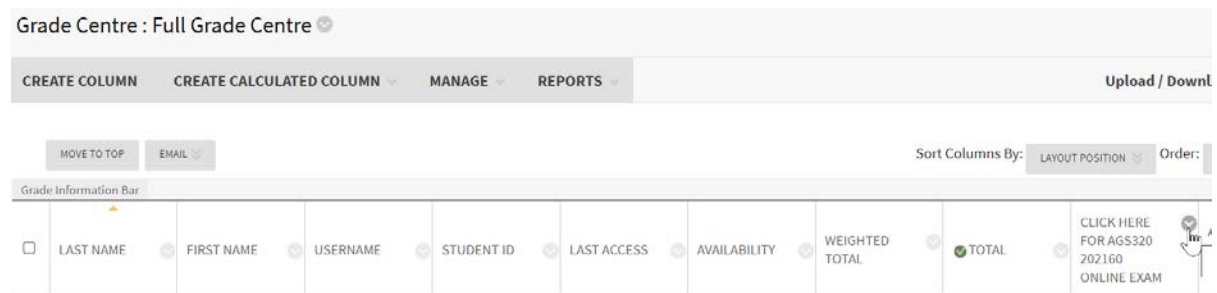 Grade Centre : Full Grade Centre
CREATE COLUMN CREATE CALCULATED COLUMN MANAGE REPORTS Upload / Downl
MOVE TO TOP EMAIL Sort Columns By: LAYOUT POSITION Order:
Grade Information Bar
LAST NAME FIRST NAME USERNAME STUDENT ID LAST ACCESS AVAILABILITY WEIGHTED TOTAL TOTAL CLICK HERE
FOR AGS320
202160
ONLINE EXAM